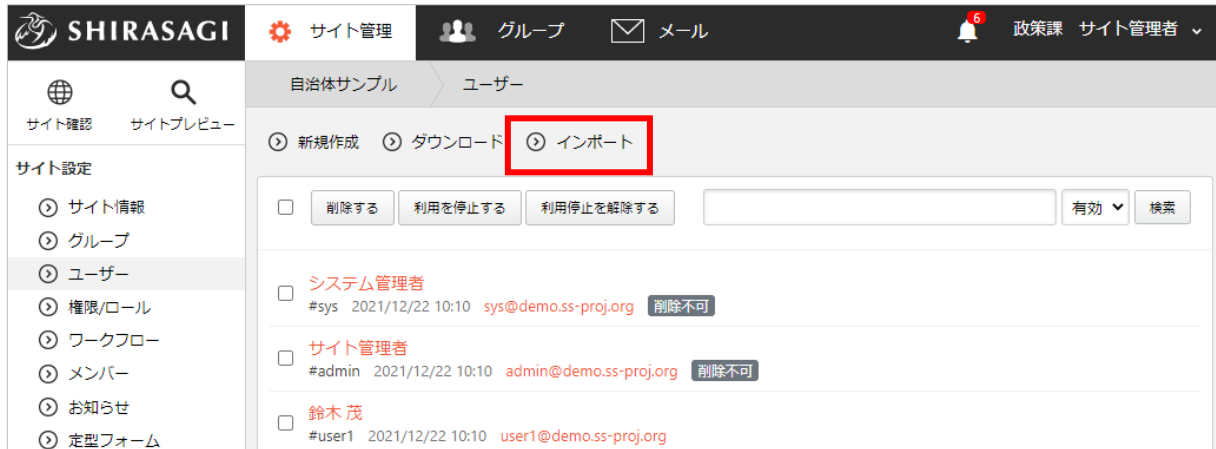 SHIRASAGI サイト管理 グループ メール 6 政策課 サイト管理者
サイト確認 サイトプレビュー
自治体サンプル ユーザー
新規作成 ダウンロード インポート
サイト設定
サイト情報
グループ
ユーザー
権限/ロール
ワークフロー
メンバー
お知らせ
定型フォーム
削除する 利用を停止する 利用停止を解除する 有効 検索
システム管理者
#sys 2021/12/22 10:10 sys@demo.ss-proj.org 削除不可
サイト管理者
#admin 2021/12/22 10:10 admin@demo.ss-proj.org 削除不可
鈴木 茂
#user1 2021/12/22 10:10 user1@demo.ss-proj.org